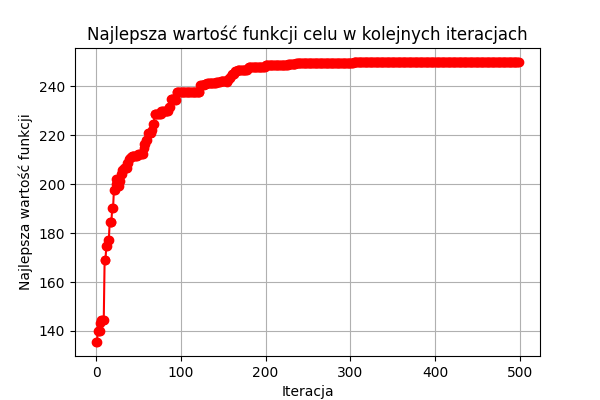 Najlepsza wartość funkcji celu w kolejnych iteracjach
Najlepsza wartość funkcji
240
220
200
180
160
140
0 100 200 300 400 500
Iteracja